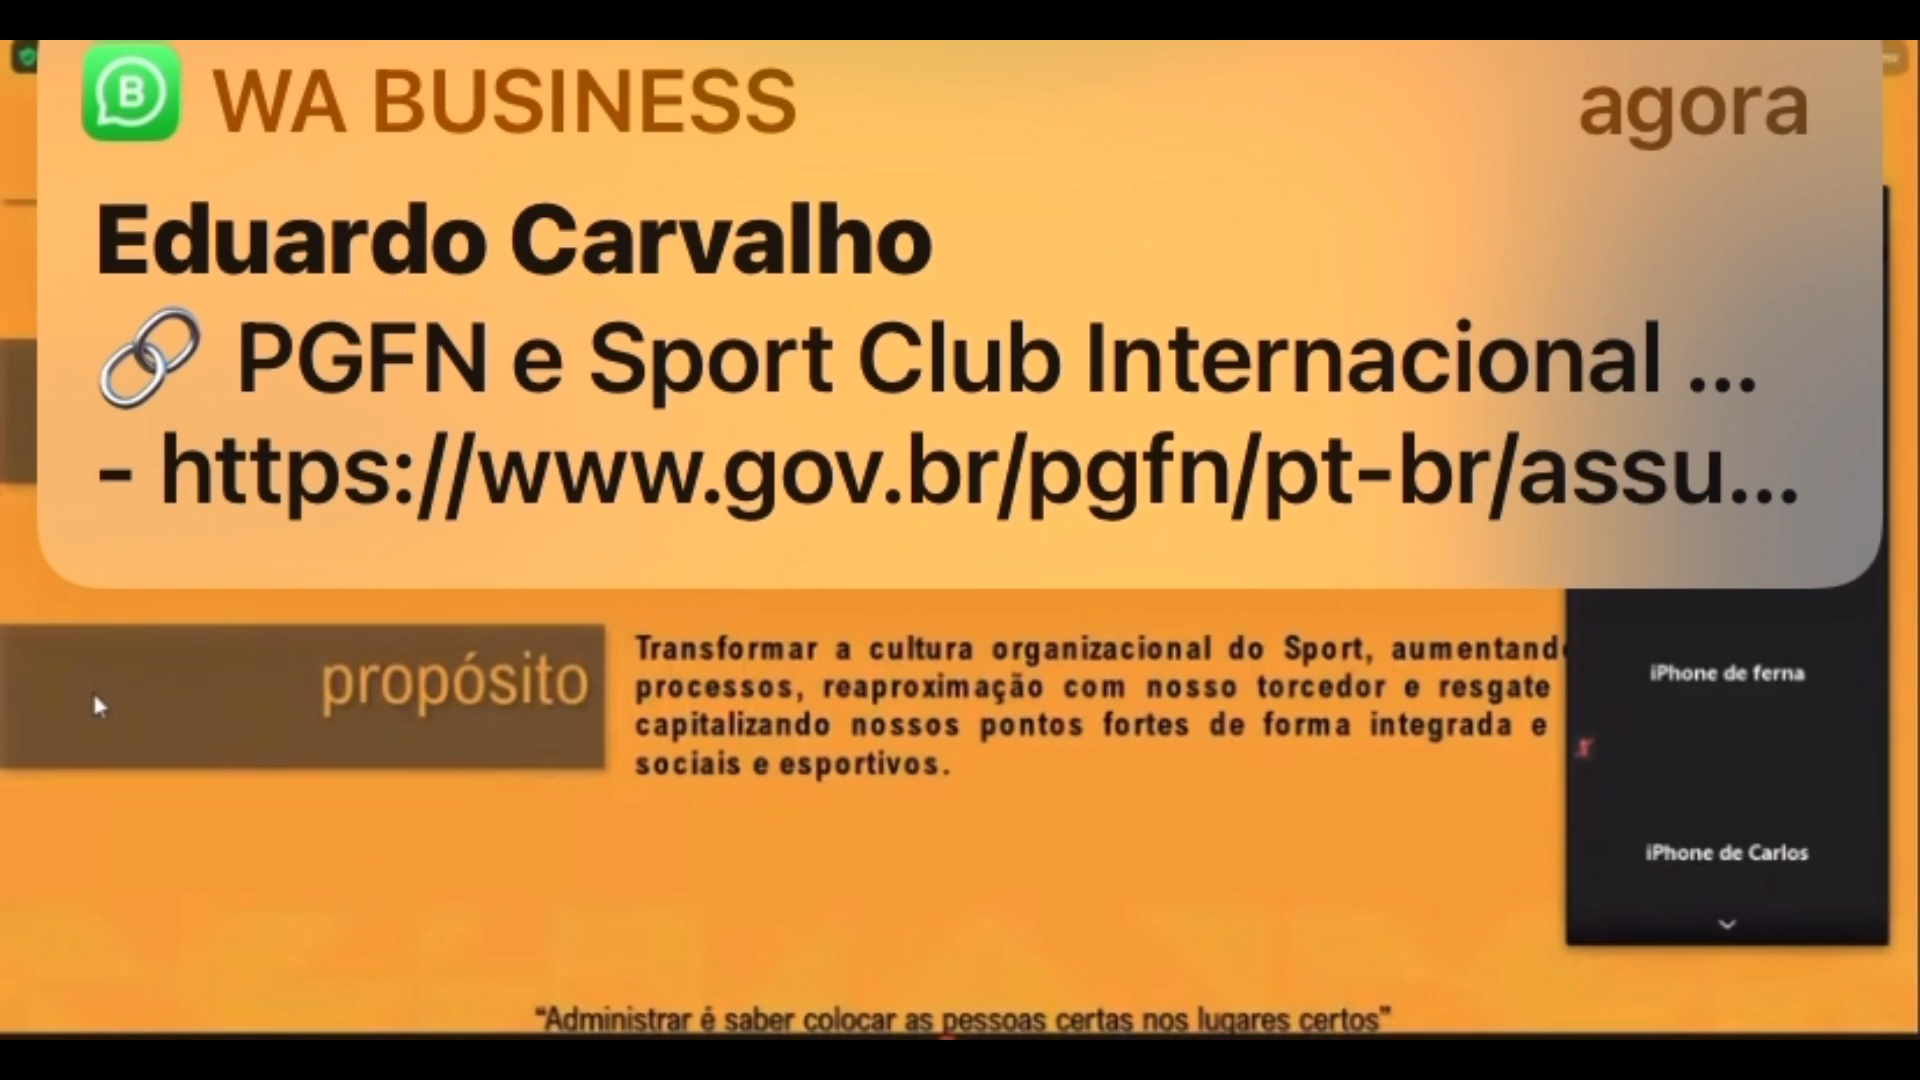 WA BUSINESS
agora
Eduardo Carvalho
PGFN e Sport Club Internacional ...
- https://www.gov.br/pgfn/pt-br/assu...
propósito
Transformar a cultura organizacional do Sport, aumentand
processos, reaproximação com nosso torcedor e resgate
capitalizando nossos pontos fortes de forma integrada e
sociais e esportivos.
iPhone de ferna
iPhone de Carlos
“Administrar é saber colocar as pessoas certas nos lugares certos”